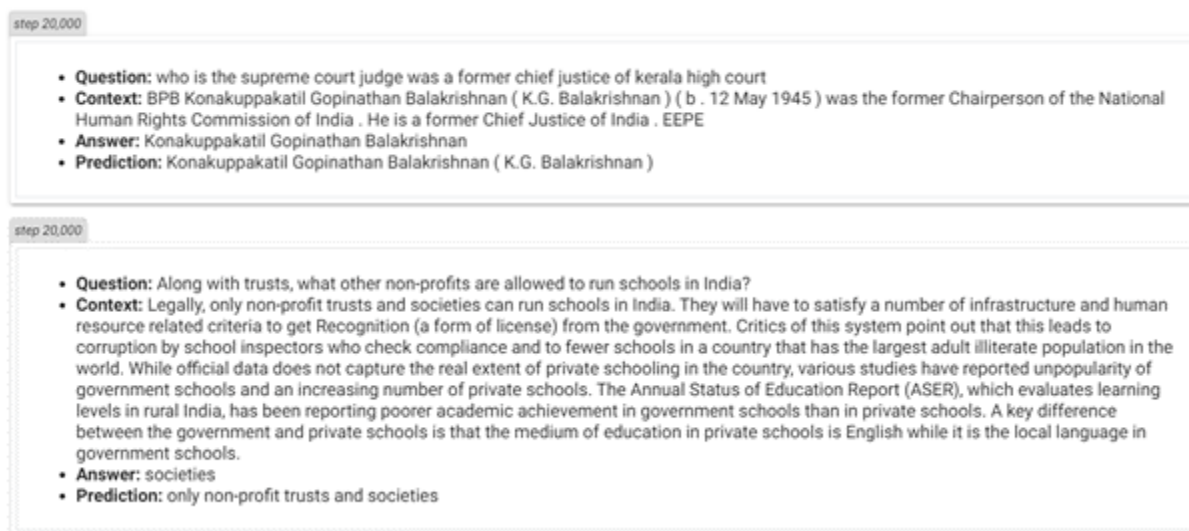 step 20,000
• Question: who is the supreme court judge was a former chief justice of kerala high court
• Context: BPB Konakuppakatil Gopinathan Balakrishnan ( K.G. Balakrishnan ) ( b . 12 May 1945 ) was the former Chairperson of the National
Human Rights Commission of India . He is a former Chief Justice of India . EEPE
• Answer: Konakuppakatil Gopinathan Balakrishnan
• Prediction: Konakuppakatil Gopinathan Balakrishnan ( K.G. Balakrishnan )
step 20,000
• Question: Along with trusts, what other non-profits are allowed to run schools in India?
• Context: Legally, only non-profit trusts and societies can run schools in India. They will have to satisfy a number of infrastructure and human
resource related criteria to get Recognition (a form of license) from the government. Critics of this system point out that this leads to
corruption by school inspectors who check compliance and to fewer schools in a country that has the largest adult illiterate population in the
world. While official data does not capture the real extent of private schooling in the country, various studies have reported unpopularity of
government schools and an increasing number of private schools. The Annual Status of Education Report (ASER), which evaluates learning
levels in rural India, has been reporting poorer academic achievement in government schools than in private schools. A key difference
between the government and private schools is that the medium of education in private schools is English while it is the local language in
government schools.
• Answer: societies
• Prediction: only non-profit trusts and societies